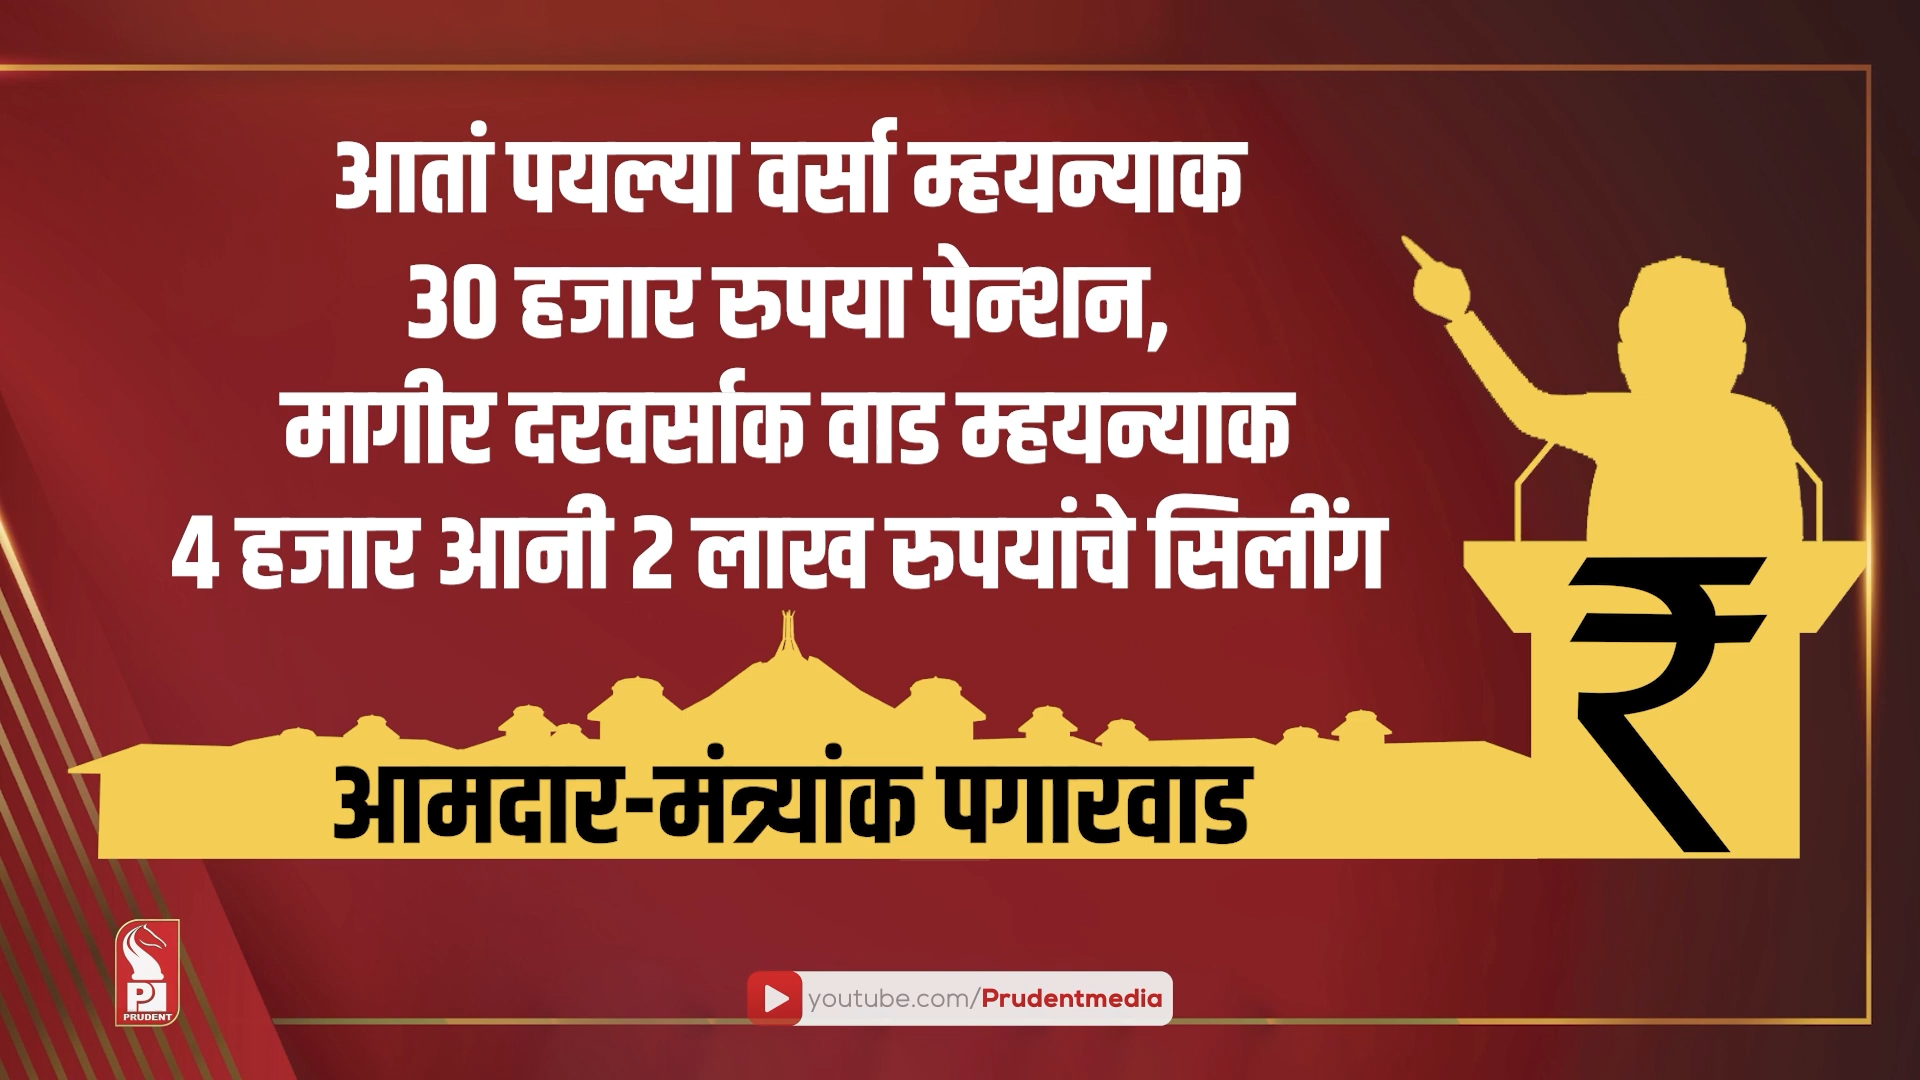 आतां पयल्या वर्सा म्हयन्याक
30 हजार रुपया पेन्शन,
मागीर दरवर्साक वाड म्हयन्याक
4 हजार आनी 2 लाख रुपयांचे सिलींग
₹
आमदार-मंत्र्यांक पगारवाड
P
PRUDENT
youtube.com/Prudentmedia